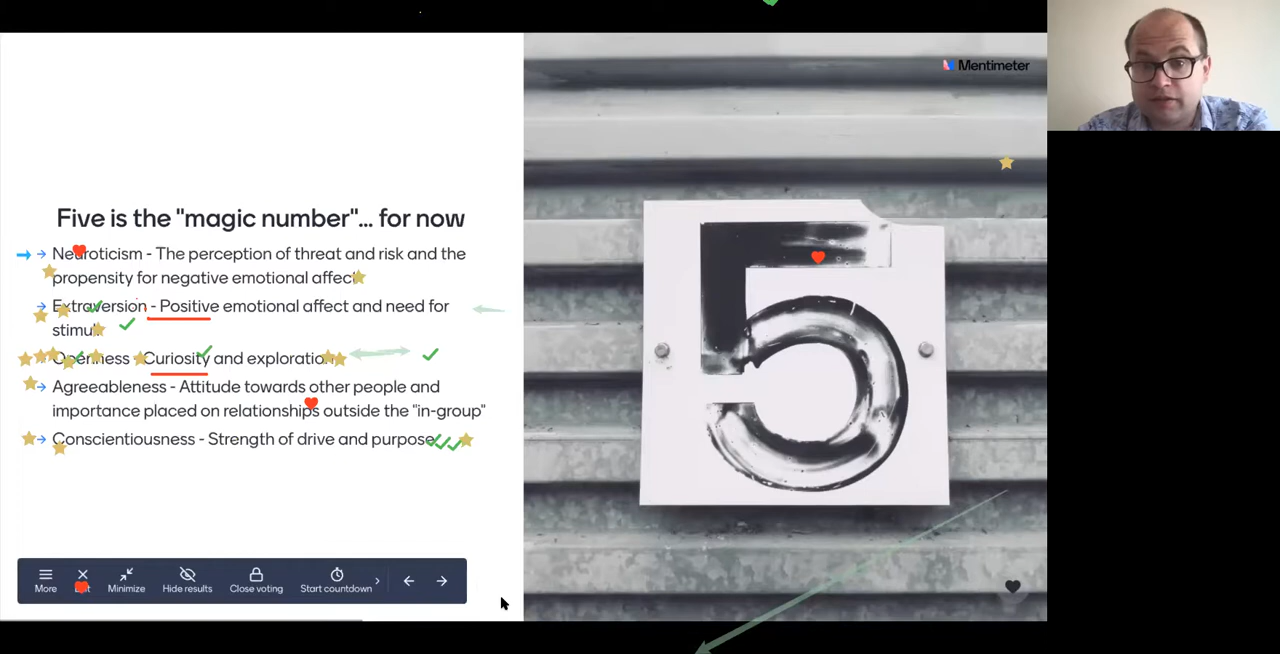 Mentimeter
Five is the "magic number"... for now
Neuroticism - The perception of threat and risk and the
propensity for negative emotional affect
Extraversion - Positive emotional affect and need for
stimuli
Openness - Curiosity and exploration
Agreeableness - Attitude towards other people and
importance placed on relationships outside the "in-group"
Conscientiousness - Strength of drive and purpose
5
More
Exit
Minimize
Hide results
Close voting
Start countdown